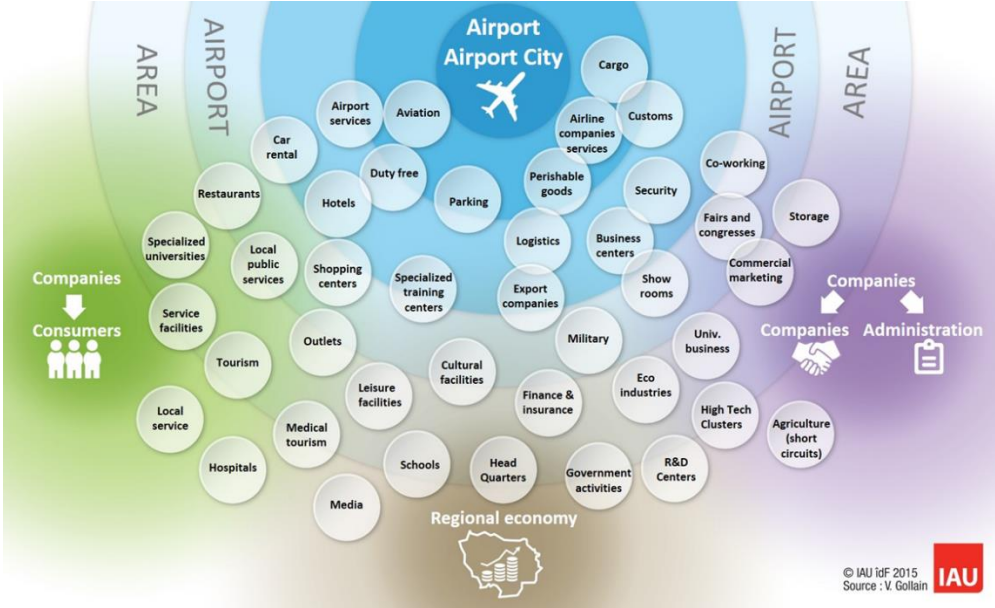 Airport
Airport City
AREA
AIRPORT
AIRPORT
AREA
Cargo
Airport
services
Aviation
Airline
companies
services
Customs
Car
rental
Duty free
Perishable
goods
Security
Co-working
Restaurants
Hotels
Parking
Fairs and
congresses
Storage
Specialized
universities
Local
public
services
Shopping
centers
Specialized
training
centers
Logistics
Business
centers
Show
rooms
Commercial
marketing
Export
companies
Companies
Consumers
Companies
Companies
Administration
Service
facilities
Outlets
Military
Univ.
business
Tourism
Leisure
facilities
Cultural
facilities
Finance &
insurance
Eco
industries
High Tech
Clusters
Agriculture
(short
circuits)
Local
service
Medical
tourism
Hospitals
Schools
Head
Quarters
Government
activities
R&D
Centers
Media
Regional economy
© IAU îdF 2015
Source : V. Gollain
IAU